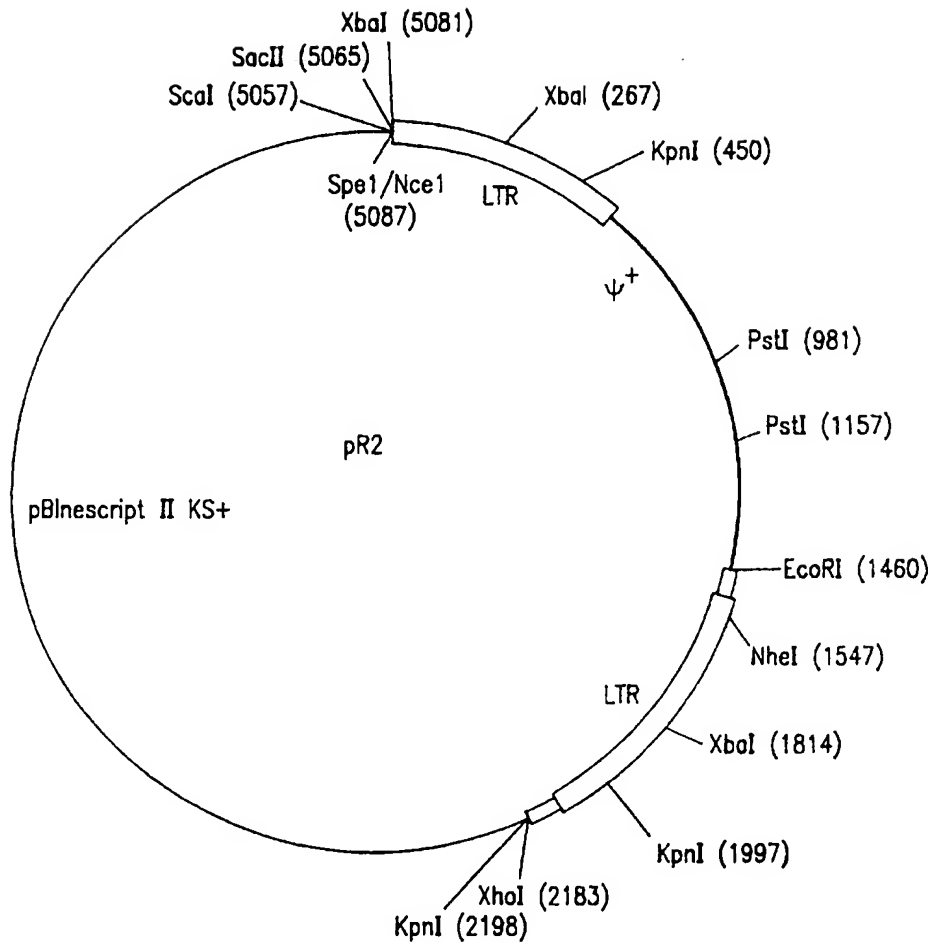 XbaI (5081)
SacII (5065)
ScaI (5057)
XbaI (267)
KpnI (450)
Spe1/Nce1
(5087)
LTR
ψ+
PstI (981)
PstI (1157)
pR2
pBlnescript II KS+
EcoRI (1460)
NheI (1547)
LTR
XbaI (1814)
KpnI (1997)
XhoI (2183)
KpnI (2198)